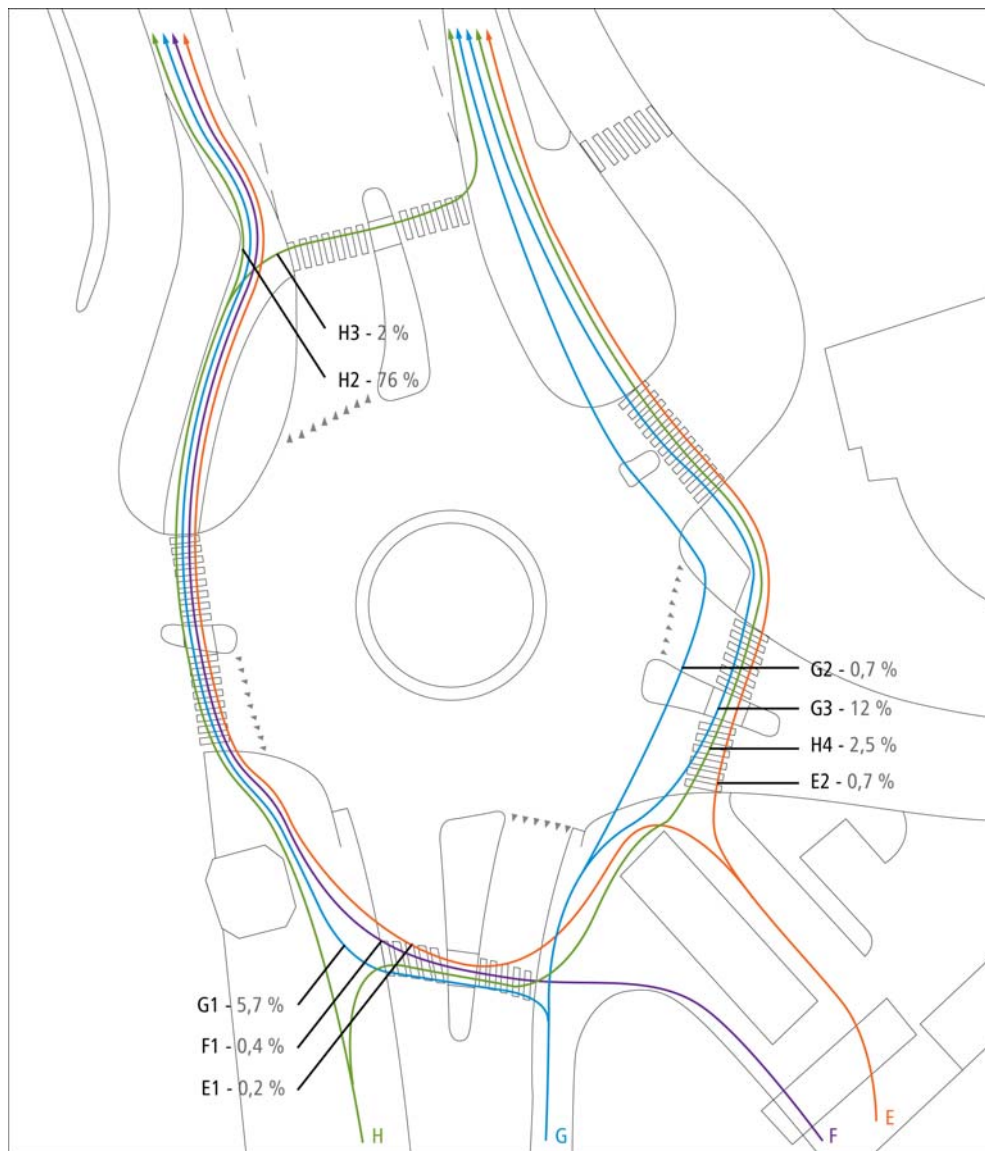 H3 - 2 %
H2 - 76 %
G2 - 0,7 %
G3 - 12 %
H4 - 2,5 %
E2 - 0,7 %
G1 - 5,7 %
F1 - 0,4 %
E1 - 0,2 %
H G F E